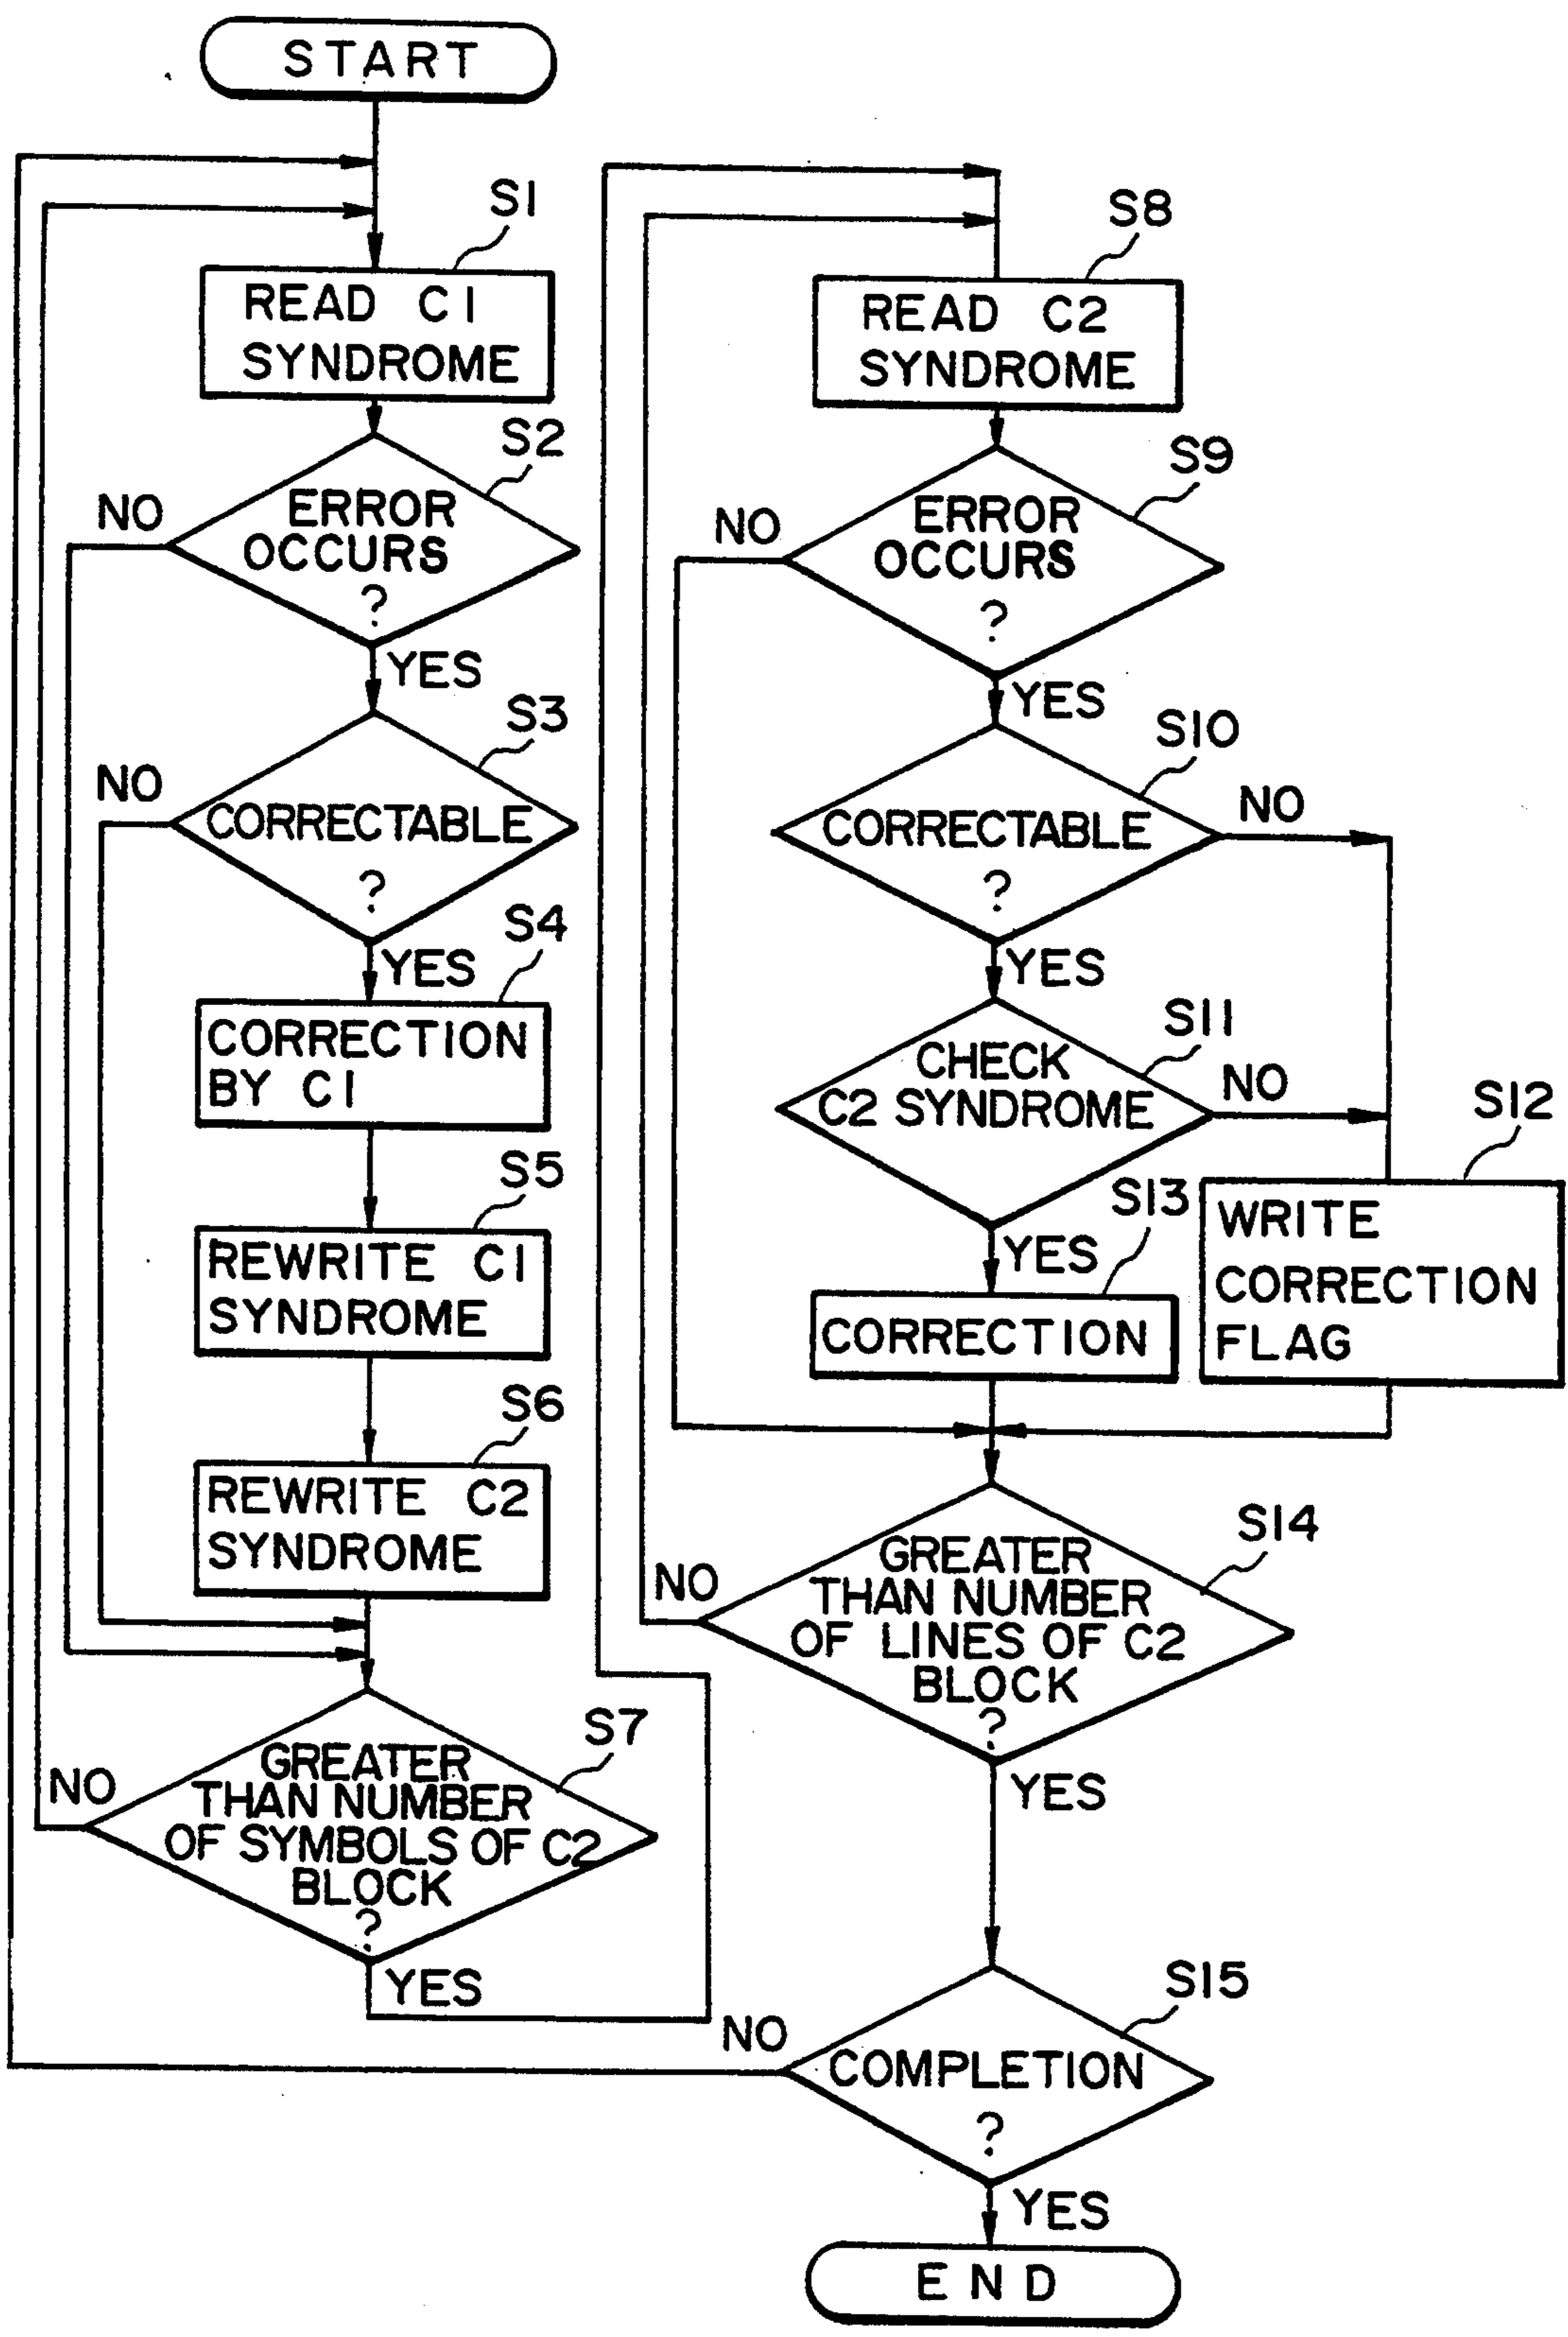 START
S1
READ C1
SYNDROME
S2
ERROR
OCCURS
?
NO
YES
S3
CORRECTABLE
?
NO
YES
S4
CORRECTION
BY C1
S5
REWRITE C1
SYNDROME
S6
REWRITE C2
SYNDROME
S7
GREATER
THAN NUMBER
OF SYMBOLS OF C2
BLOCK
?
NO
YES
S8
READ C2
SYNDROME
S9
ERROR
OCCURS
?
NO
YES
S10
CORRECTABLE
?
NO
YES
S11
CHECK
C2 SYNDROME
NO
YES
S12
WRITE
CORRECTION
FLAG
S13
CORRECTION
S14
GREATER
THAN NUMBER
OF LINES OF C2
BLOCK
?
NO
YES
S15
COMPLETION
?
NO
YES
END